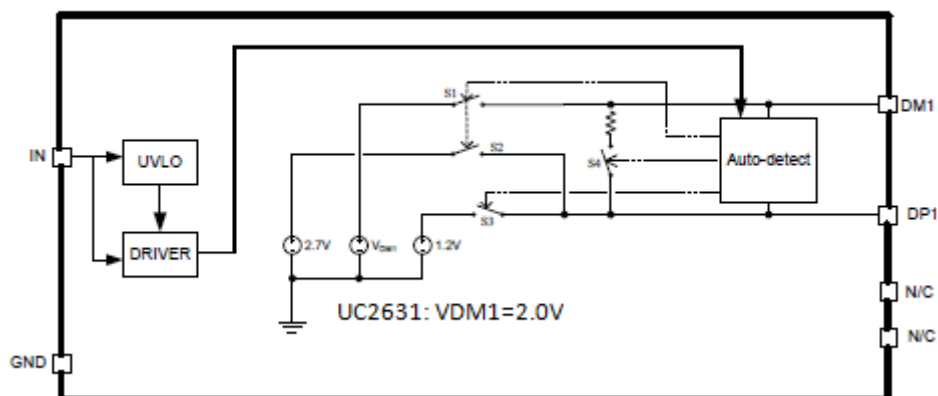 S1
DM1
IN
UVLO
S2
S4
Auto-detect
S3
DP1
DRIVER
2.7V
VDM1
1.2V
N/C
UC2631: VDM1=2.0V
N/C
GND